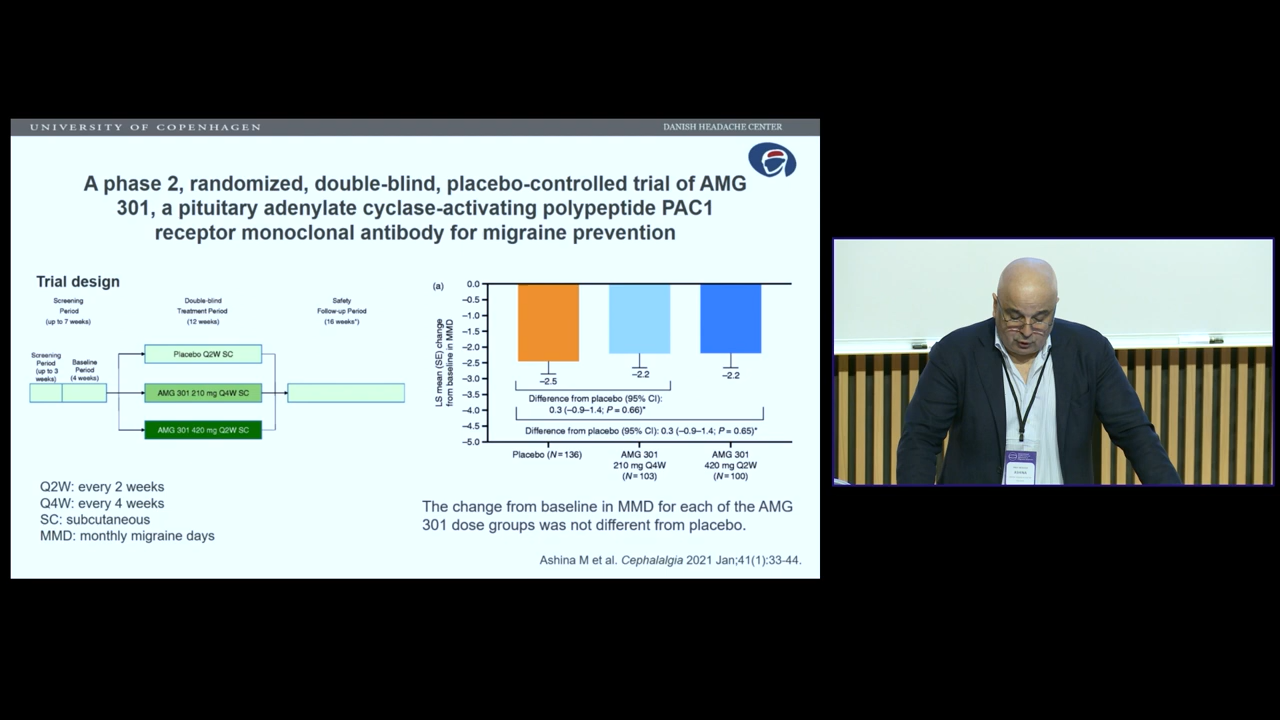 UNIVERSITY OF COPENHAGEN
DANISH HEADACHE CENTER
A phase 2, randomized, double-blind, placebo-controlled trial of AMG
301, a pituitary adenylate cyclase-activating polypeptide PAC1
receptor monoclonal antibody for migraine prevention
Trial design
Screening
Period
(up to 7 weeks)
Double-blind
Treatment Period
(12 weeks)
Safety
Follow-up Period
(16 weeks*)
Screening
Period
(up to 3
weeks)
Baseline
Period
(4 weeks)
Placebo Q2W SC
AMG 301 210 mg Q4W SC
AMG 301 420 mg Q2W SC
Q2W: every 2 weeks
Q4W: every 4 weeks
SC: subcutaneous
MMD: monthly migraine days
(a)
LS mean (SE) change
from baseline in MMD
0.0
−0.5
−1.0
−1.5
−2.0
−2.5
−3.0
−3.5
−4.0
−4.5
−5.0
−2.5
−2.2
−2.2
Difference from placebo (95% CI):
0.3 (−0.9–1.4; P = 0.66)*
Difference from placebo (95% CI): 0.3 (−0.9–1.4; P = 0.65)*
Placebo (N = 136)
AMG 301
210 mg Q4W
(N = 103)
AMG 301
420 mg Q2W
(N = 100)
The change from baseline in MMD for each of the AMG
301 dose groups was not different from placebo.
Ashina M et al. Cephalalgia 2021 Jan;41(1):33-44.